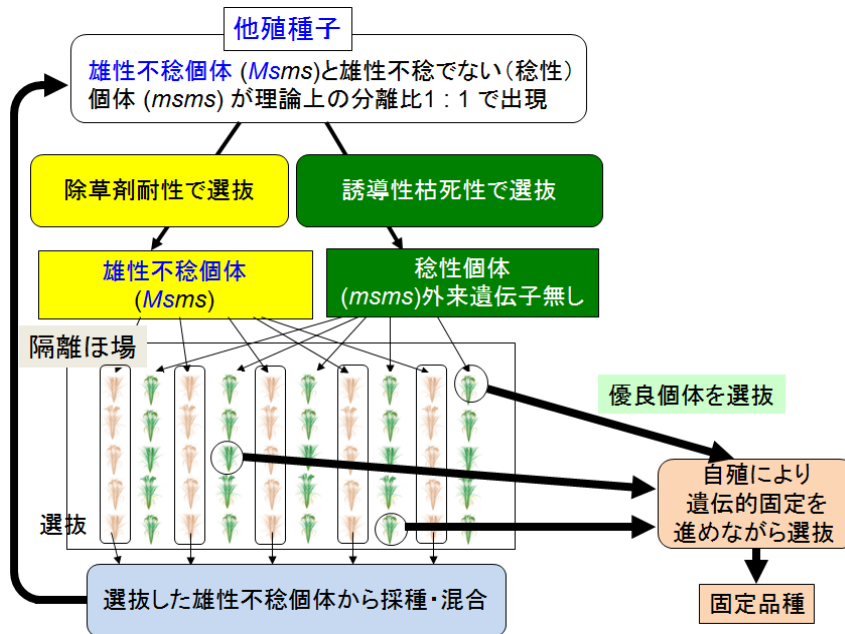 他殖種子
雄性不稔個体 (Msms)と雄性不稔でない(稔性)
個体 (msms) が理論上の分離比1：1 で出現
除草剤耐性で選抜
誘導性枯死性で選抜
雄性不稔個体
(Msms)
稔性個体
(msms)外来遺伝子無し
隔離ほ場
優良個体を選抜
自殖により
遺伝的固定を
進めながら選抜
選抜
選抜した雄性不稔個体から採種・混合
固定品種